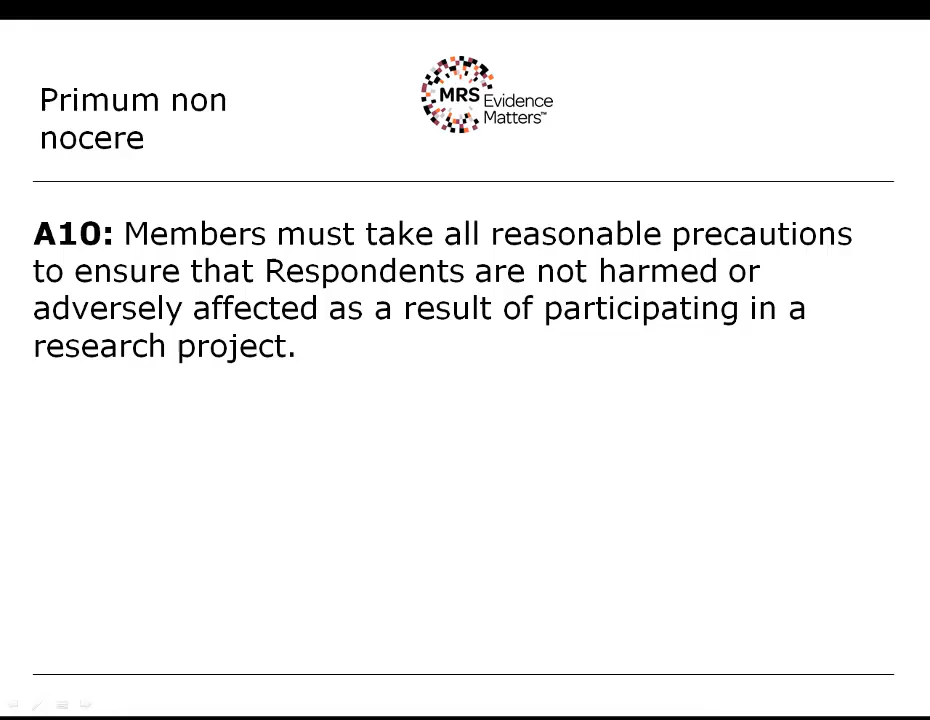 Primum non
nocere
MRS Evidence
Matters™
A10: Members must take all reasonable precautions
to ensure that Respondents are not harmed or
adversely affected as a result of participating in a
research project.